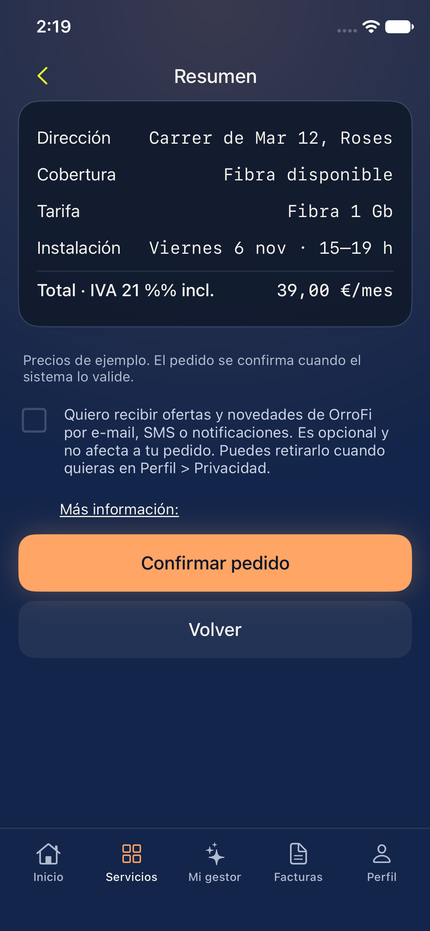 2:19
Resumen
Dirección Carrer de Mar 12, Roses
Cobertura Fibra disponible
Tarifa Fibra 1 Gb
Instalación Viernes 6 nov · 15—19 h
Total · IVA 21 %% incl. 39,00 €/mes
Precios de ejemplo. El pedido se confirma cuando el
sistema lo valide.
Quiero recibir ofertas y novedades de OrroFi
por e-mail, SMS o notificaciones. Es opcional y
no afecta a tu pedido. Puedes retirarlo cuando
quieras en Perfil > Privacidad.
Más información:
Confirmar pedido
Volver
Inicio Servicios Mi gestor Facturas Perfil